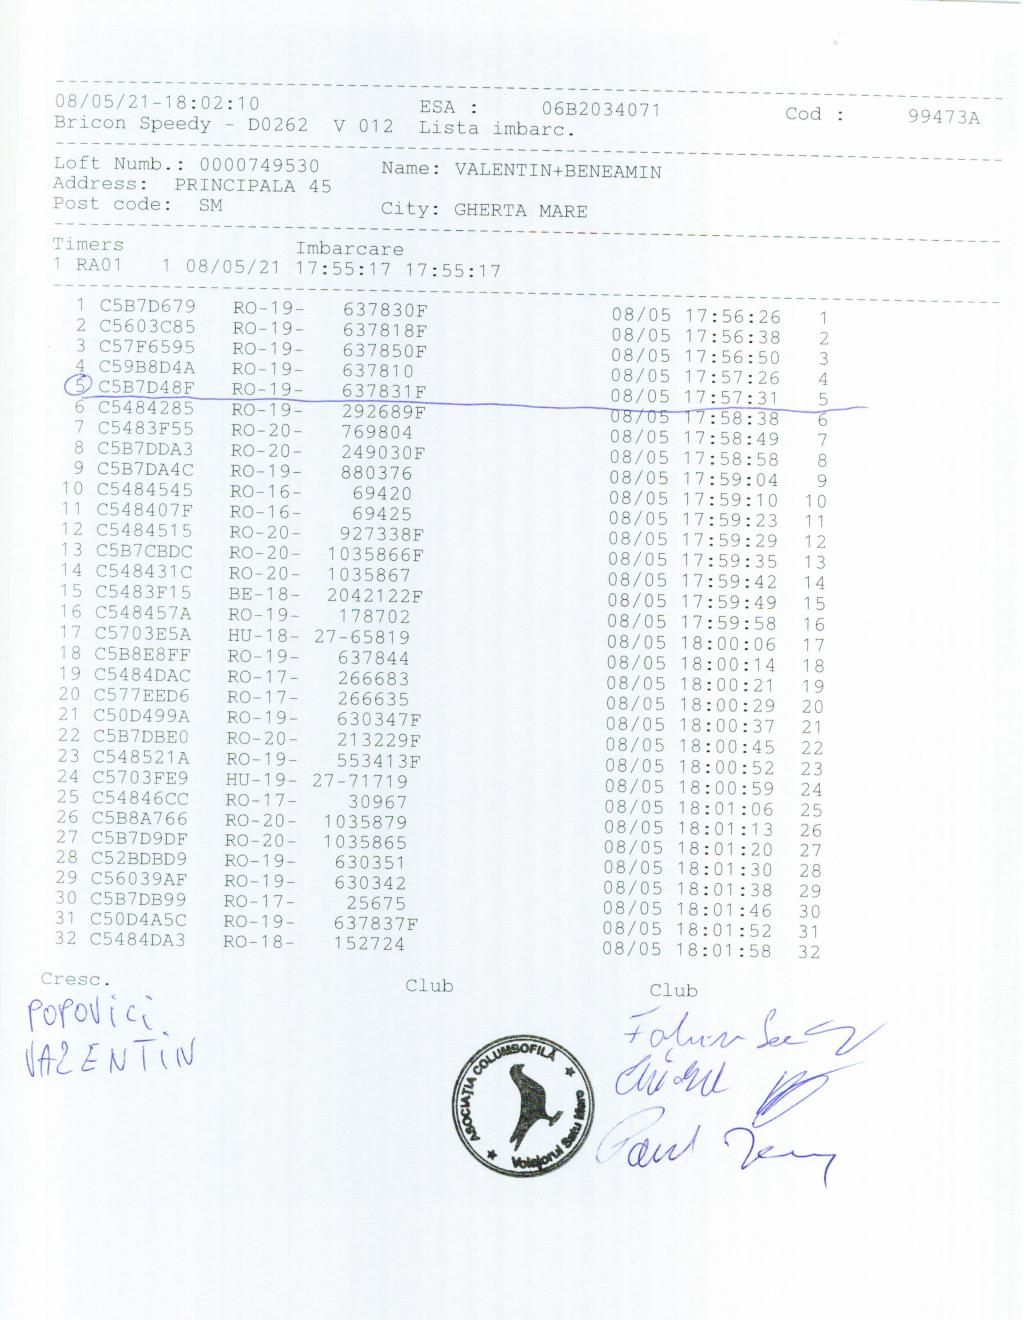 08/05/21-18:02:10 ESA : 06B2034071 Cod : 99473A
Bricon Speedy - D0262 V 012 Lista imbarc.
Loft Numb.: 0000749530 Name: VALENTIN+BENEAMIN
Address: PRINCIPALA 45
Post code: SM City: GHERTA MARE
Timers Imbarcare
1 RA01 1 08/05/21 17:55:17 17:55:17
1 C5B7D679 RO-19- 637830F 08/05 17:56:26 1
2 C5603C85 RO-19- 637818F 08/05 17:56:38 2
3 C57F6595 RO-19- 637850F 08/05 17:56:50 3
4 C59B8D4A RO-19- 637810 08/05 17:57:26 4
5 C5B7D48F RO-19- 637831F 08/05 17:57:31 5
6 C5484285 RO-19- 292689F 08/05 17:58:38 6
7 C5483F55 RO-20- 769804 08/05 17:58:49 7
8 C5B7DDA3 RO-20- 249030F 08/05 17:58:58 8
9 C5B7DA4C RO-19- 880376 08/05 17:59:04 9
10 C5484545 RO-16- 69420 08/05 17:59:10 10
11 C548407F RO-16- 69425 08/05 17:59:23 11
12 C5484515 RO-20- 927338F 08/05 17:59:29 12
13 C5B7CBDC RO-20- 1035866F 08/05 17:59:35 13
14 C548431C RO-20- 1035867 08/05 17:59:42 14
15 C5483F15 BE-18- 2042122F 08/05 17:59:49 15
16 C548457A RO-19- 178702 08/05 17:59:58 16
17 C5703E5A HU-18- 27-65819 08/05 18:00:06 17
18 C5B8E8FF RO-19- 637844 08/05 18:00:14 18
19 C5484DAC RO-17- 266683 08/05 18:00:21 19
20 C577EED6 RO-17- 266635 08/05 18:00:29 20
21 C50D499A RO-19- 630347F 08/05 18:00:37 21
22 C5B7DBE0 RO-20- 213229F 08/05 18:00:45 22
23 C548521A RO-19- 553413F 08/05 18:00:52 23
24 C5703FE9 HU-19- 27-71719 08/05 18:00:59 24
25 C54846CC RO-17- 30967 08/05 18:01:06 25
26 C5B8A766 RO-20- 1035879 08/05 18:01:13 26
27 C5B7D9DF RO-20- 1035865 08/05 18:01:20 27
28 C52BDBD9 RO-19- 630351 08/05 18:01:30 28
29 C56039AF RO-19- 630342 08/05 18:01:38 29
30 C5B7DB99 RO-17- 25675 08/05 18:01:46 30
31 C50D4A5C RO-19- 637837F 08/05 18:01:52 31
32 C5484DA3 RO-18- 152724 08/05 18:01:58 32
Cresc. Club Club
POPOVICI
VALENTIN
ASOCIAȚIA COLUMBOFILĂ
Voiajorul Satu Mare